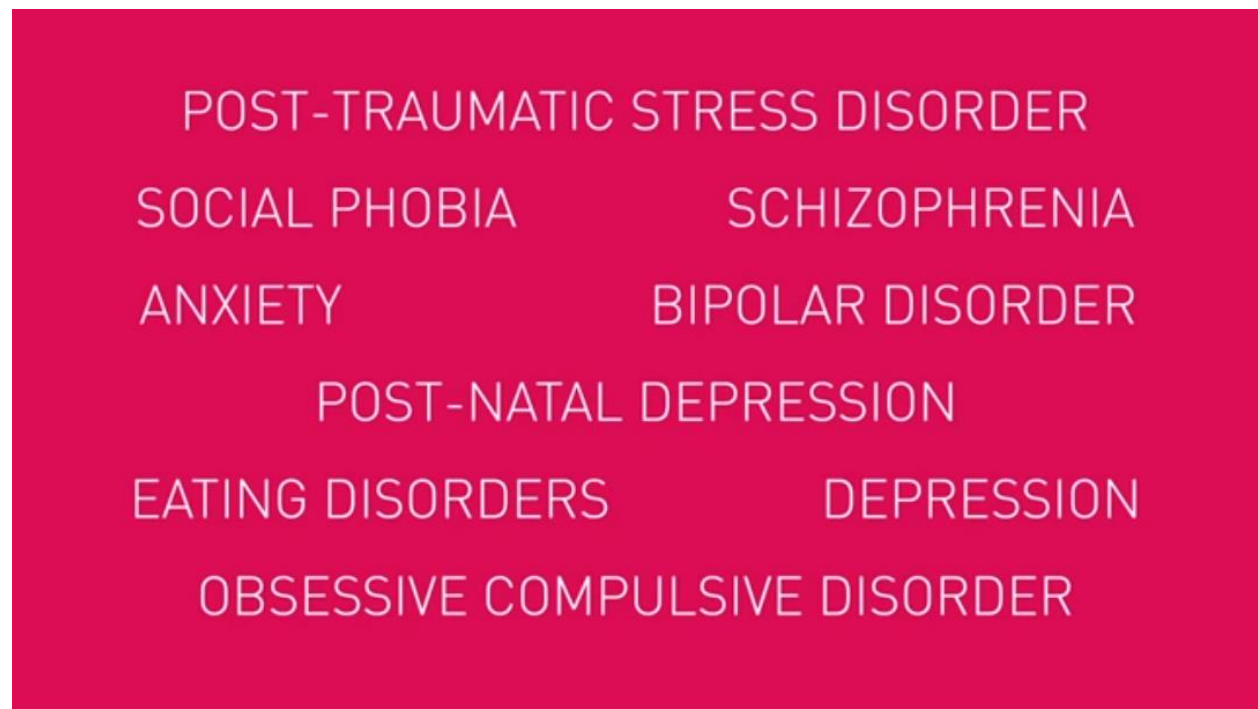 POST-TRAUMATIC STRESS DISORDER
SOCIAL PHOBIA SCHIZOPHRENIA
ANXIETY BIPOLAR DISORDER
POST-NATAL DEPRESSION
EATING DISORDERS DEPRESSION
OBSESSIVE COMPULSIVE DISORDER